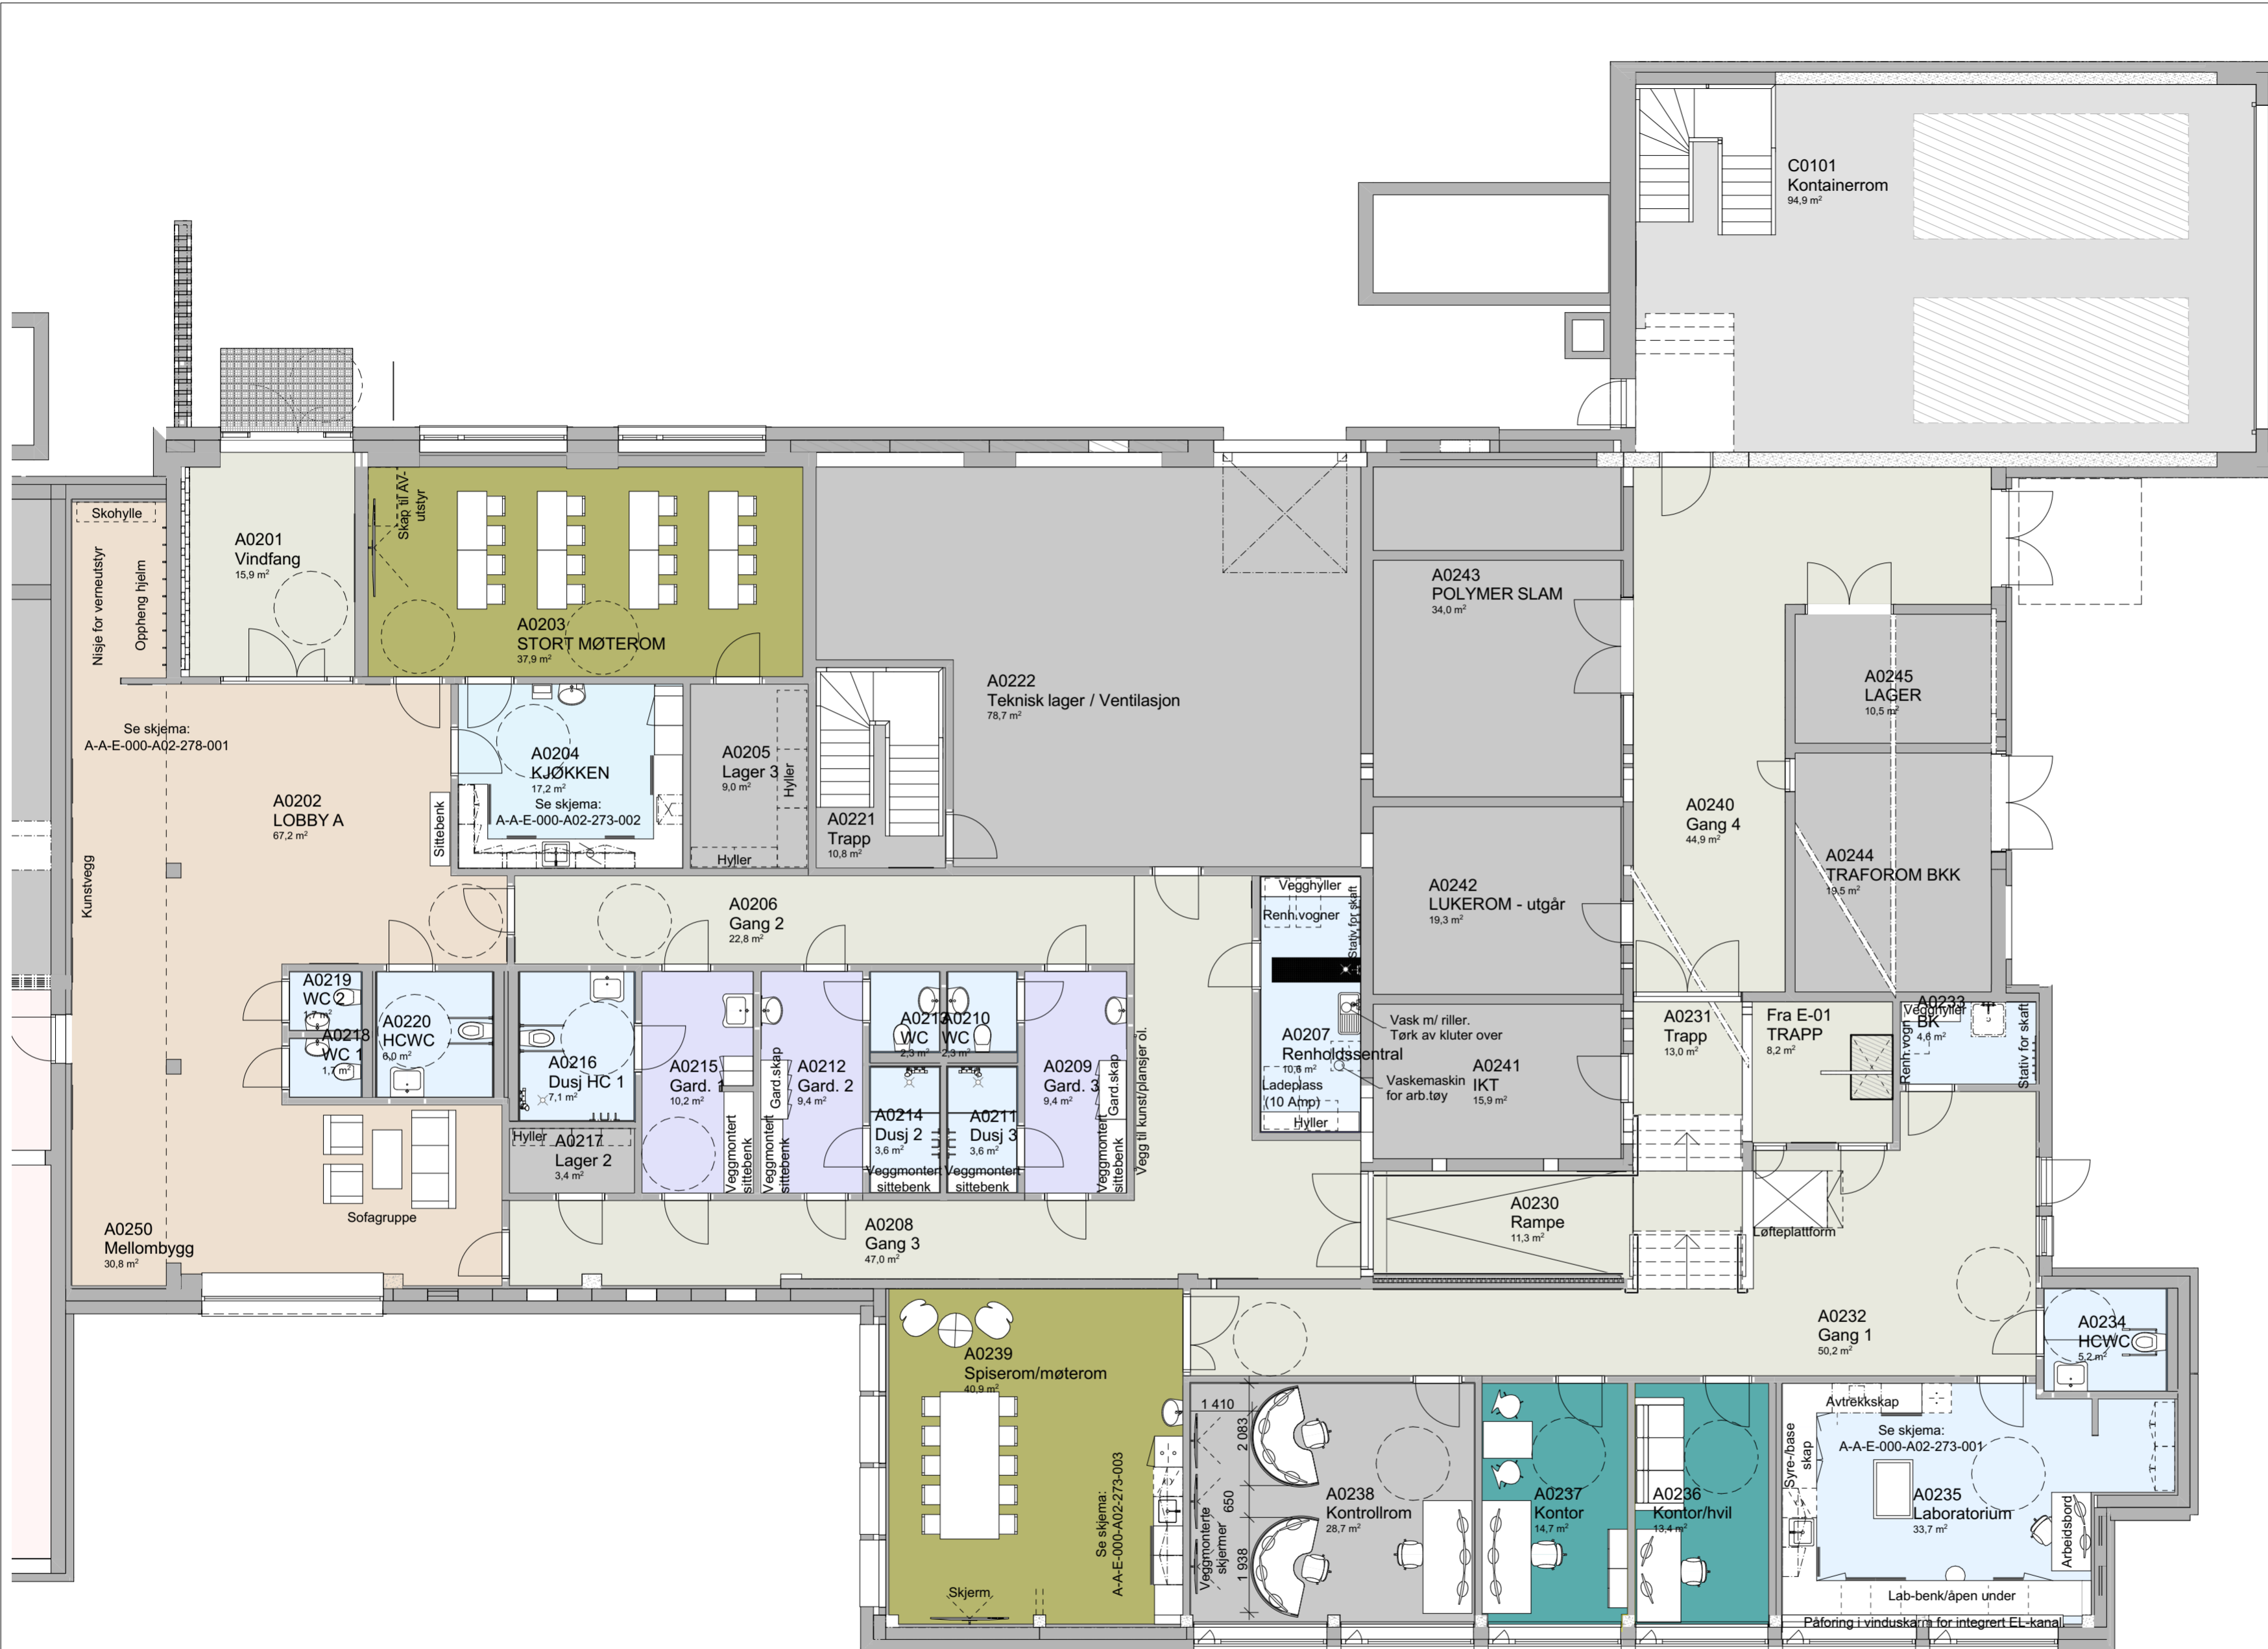 C0101
Kontainerrom
94,9 m²
Skohylle
Nisje for verneutstyr
Oppheng hjelm
A0201
Vindfang
15,9 m²
Skap til AV-
utstyr
A0203
STORT MØTEROM
37,9 m²
A0243
POLYMER SLAM
34,0 m²
A0222
Teknisk lager / Ventilasjon
78,7 m²
A0245
LAGER
10,5 m²
Se skjema:
A-A-E-000-A02-278-001
A0204
KJØKKEN
17,2 m²
Se skjema:
A-A-E-000-A02-273-002
A0205
Lager 3
9,0 m²
Hyller
Hyller
A0202
LOBBY A
67,2 m²
Sittebenk
Kunstvegg
A0221
Trapp
10,8 m²
A0240
Gang 4
44,9 m²
A0244
TRAFOROM BKK
19,5 m²
A0242
LUKEROM - utgår
19,3 m²
A0206
Gang 2
22,8 m²
Vegghyller
Renh.vogner
Stativ for skaft
A0219
WC 2
1,7 m²
A0218
WC 1
1,7 m²
A0220
HCWC
6,0 m²
A0216
Dusj HC 1
7,1 m²
A0215
Gard. 1
10,2 m²
Veggmontert
sittebenk
A0212
Gard. 2
9,4 m²
Gard.skap
Veggmontert
sittebenk
A0213
WC
2,3 m²
A0210
WC
2,3 m²
A0214
Dusj 2
3,6 m²
Veggmontert
sittebenk
A0211
Dusj 3
3,6 m²
Veggmontert
sittebenk
A0209
Gard. 3
9,4 m²
Gard.skap
Veggmontert
sittebenk
Vegg til kunst/plansjer öl.
A0207
Renholdssentral
10,6 m²
Ladeplass
(10 Amp)
Hyller
Vask m/ riller.
Tørk av kluter over
Vaskemaskin
for arb.tøy
A0241
IKT
15,9 m²
A0231
Trapp
13,0 m²
Fra E-01
TRAPP
8,2 m²
A0233
BK
4,6 m²
Vegghyller
Renh.vogn
Stativ for skaft
Hyller
A0217
Lager 2
3,4 m²
Sofagruppe
A0250
Mellombygg
30,8 m²
A0208
Gang 3
47,0 m²
A0230
Rampe
11,3 m²
Løfteplattform
A0232
Gang 1
50,2 m²
A0234
HCWC
5,2 m²
A0239
Spiserom/møterom
40,9 m²
Se skjema:
A-A-E-000-A02-273-003
Skjerm
1 410
2 083
650
1 938
Veggmonterte
skjermer
A0238
Kontrollrom
28,7 m²
A0237
Kontor
14,7 m²
A0236
Kontor/hvil
13,4 m²
Avtrekkskap
Syre-/base
skap
Se skjema:
A-A-E-000-A02-273-001
A0235
Laboratorium
33,7 m²
Arbeidsbord
Lab-benk/åpen under
Påforing i vinduskarm for integrert EL-kanal.